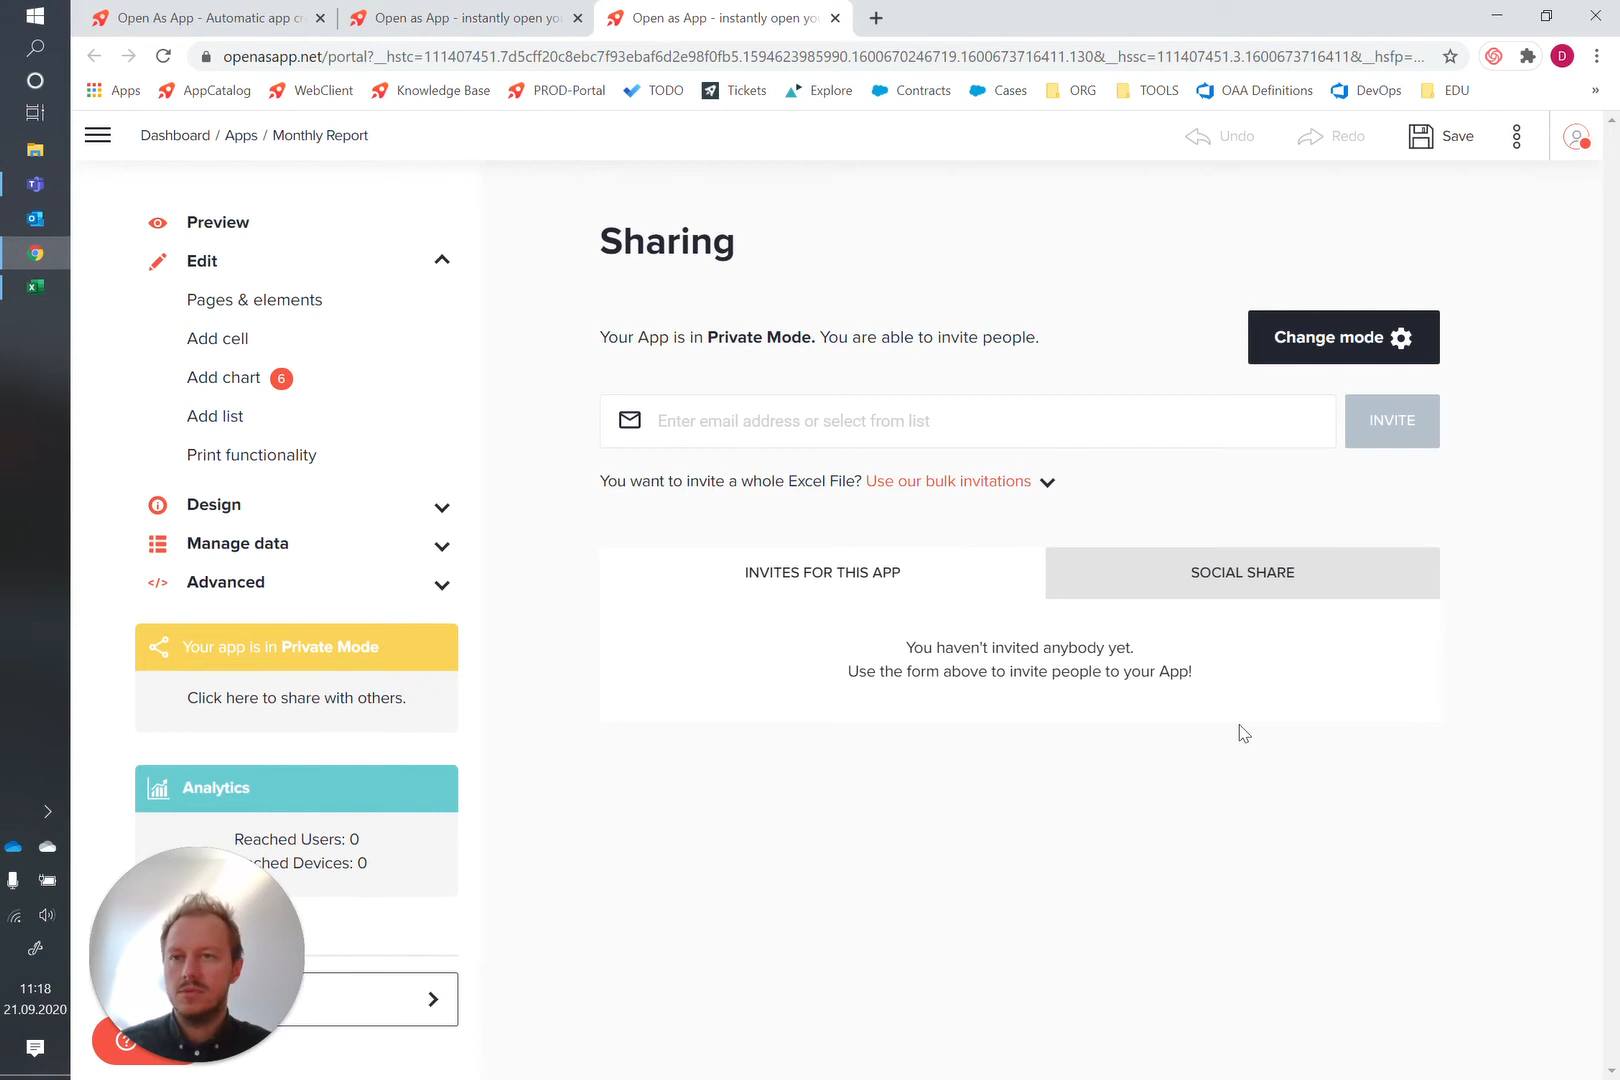 Open As App - Automatic app cr
Open as App - instantly open yo
Open as App - instantly open yo
openasapp.net/portal?__hstc=111407451.7d5cff20c8ebc7f93ebaf6d2e98f0fb5.1594623985990.1600670246719.1600673716411.130&__hssc=111407451.3.1600673716411&__hsfp=...
D
Apps
AppCatalog
WebClient
Knowledge Base
PROD-Portal
TODO
Tickets
Explore
Contracts
Cases
ORG
TOOLS
OAA Definitions
DevOps
EDU
»
Dashboard / Apps / Monthly Report
Undo
Redo
Save
Preview
Edit
Pages & elements
Add cell
Add chart 6
Add list
Print functionality
Design
Manage data
Advanced
Your app is in Private Mode
Click here to share with others.
Analytics
Reached Users: 0
ched Devices: 0
Sharing
Your App is in Private Mode. You are able to invite people.
Change mode
Enter email address or select from list
INVITE
You want to invite a whole Excel File? Use our bulk invitations
INVITES FOR THIS APP
SOCIAL SHARE
You haven't invited anybody yet.
Use the form above to invite people to your App!
11:18
21.09.2020